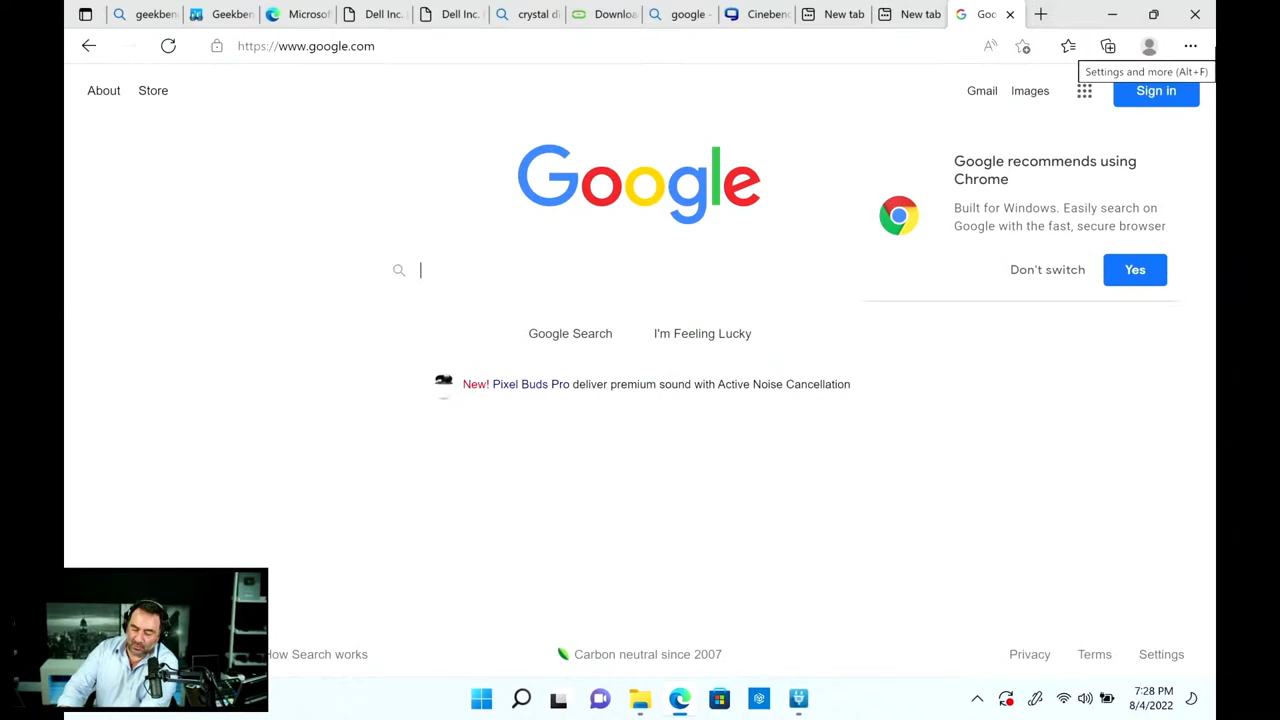 geekben
Geekben
Microsof
Dell Inc.
Dell Inc.
crystal di
Downloa
google -
Cineben
New tab
New tab
Goo
https://www.google.com
Settings and more (Alt+F)
About
Store
Gmail
Images
Sign in
Google
Google recommends using
Chrome
Built for Windows. Easily search on
Google with the fast, secure browser
Don't switch
Yes
Google Search
I'm Feeling Lucky
New! Pixel Buds Pro deliver premium sound with Active Noise Cancellation
How Search works
Carbon neutral since 2007
Privacy
Terms
Settings
7:28 PM
8/4/2022